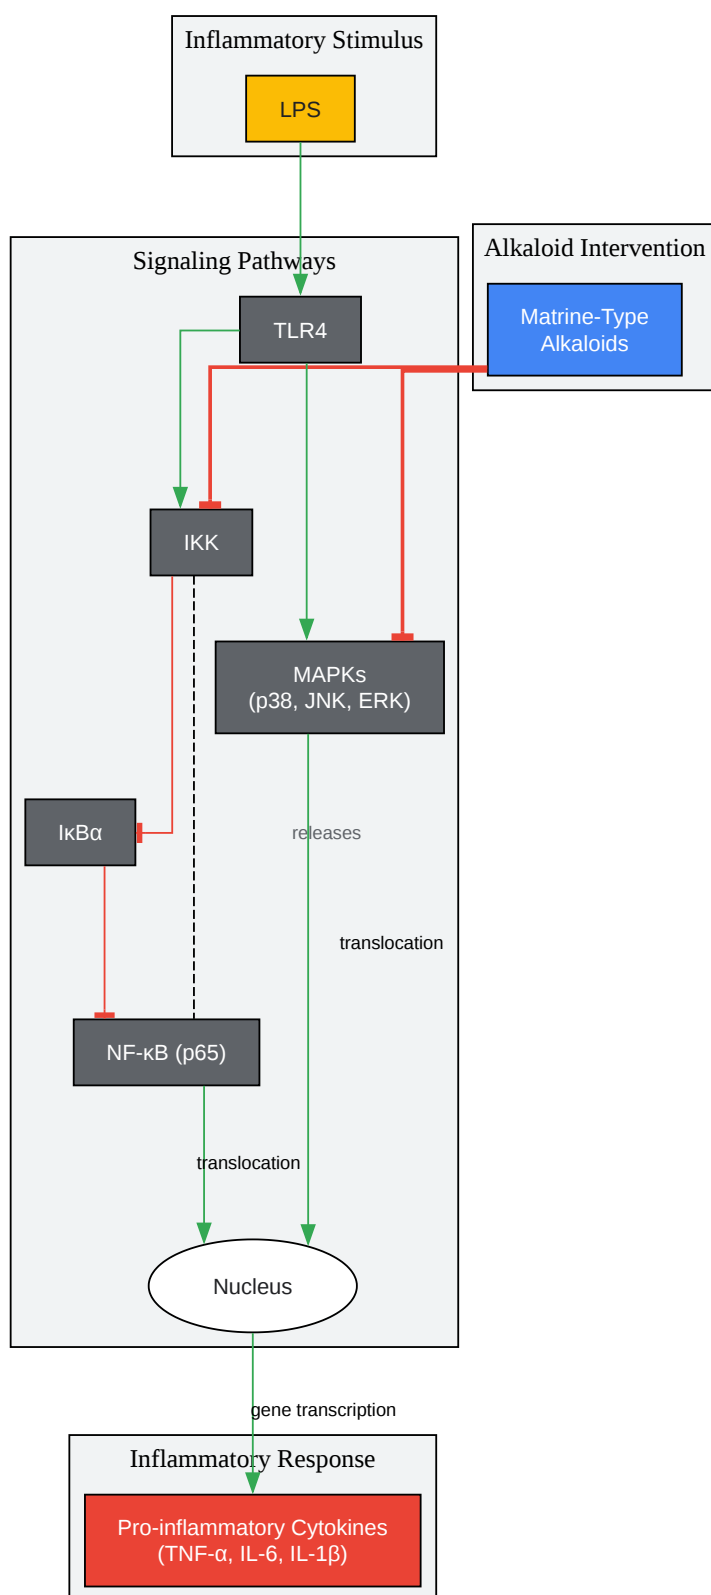 Inflammatory Stimulus
LPS
Alkaloid Intervention
Matrine-Type
Alkaloids
Signaling Pathways
TLR4
IKK
MAPKs
(p38, JNK, ERK)
IκBα
releases
translocation
NF-κB (p65)
translocation
Nucleus
gene transcription
Inflammatory Response
Pro-inflammatory Cytokines
(TNF-α, IL-6, IL-1β)